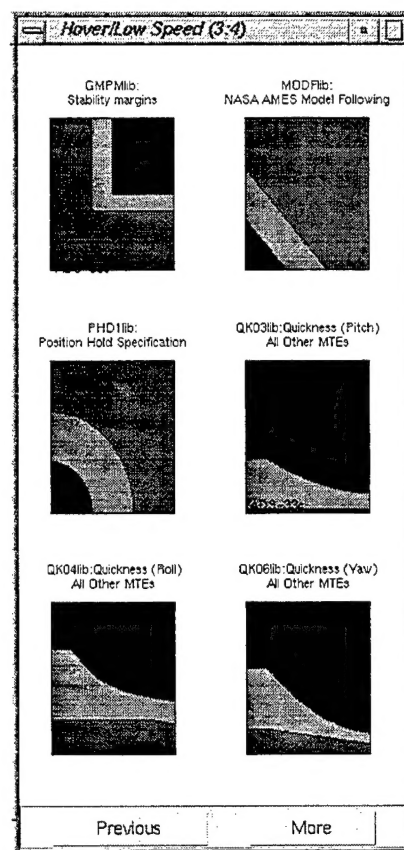 Hover/Low Speed (3:4)
GMPMlib:
Stability margins
MODFlib:
NASA AMES Model Following
PHD1lib:
Position Hold Specification
QK03lib:Quickness (Pitch)
All Other MTEs
QK04lib:Quickness (Roll)
All Other MTEs
QK06lib:Quickness (Yaw)
All Other MTEs
Previous
More